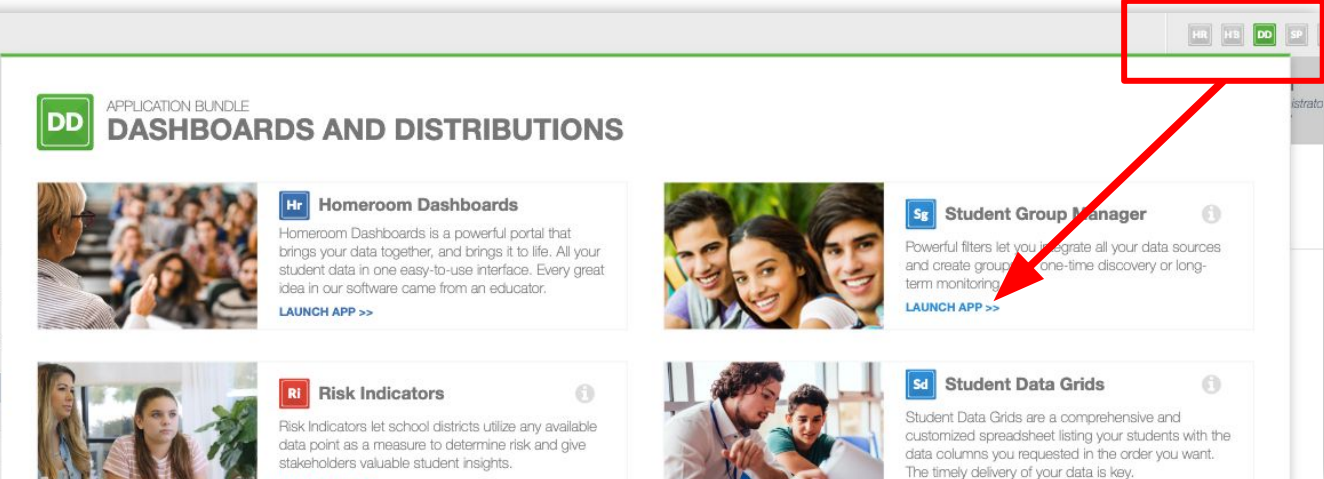 HR HB DD SP
istrato
DD
APPLICATION BUNDLE
DASHBOARDS AND DISTRIBUTIONS
Hr Homeroom Dashboards
Homeroom Dashboards is a powerful portal that
brings your data together, and brings it to life. All your
student data in one easy-to-use interface. Every great
idea in our software came from an educator.
LAUNCH APP >>
Sg Student Group Manager
Powerful filters let you integrate all your data sources
and create group one-time discovery or long-
term monitoring
LAUNCH APP >>
Ri Risk Indicators
Risk Indicators let school districts utilize any available
data point as a measure to determine risk and give
stakeholders valuable student insights.
Sd Student Data Grids
Student Data Grids are a comprehensive and
customized spreadsheet listing your students with the
data columns you requested in the order you want.
The timely delivery of your data is key.